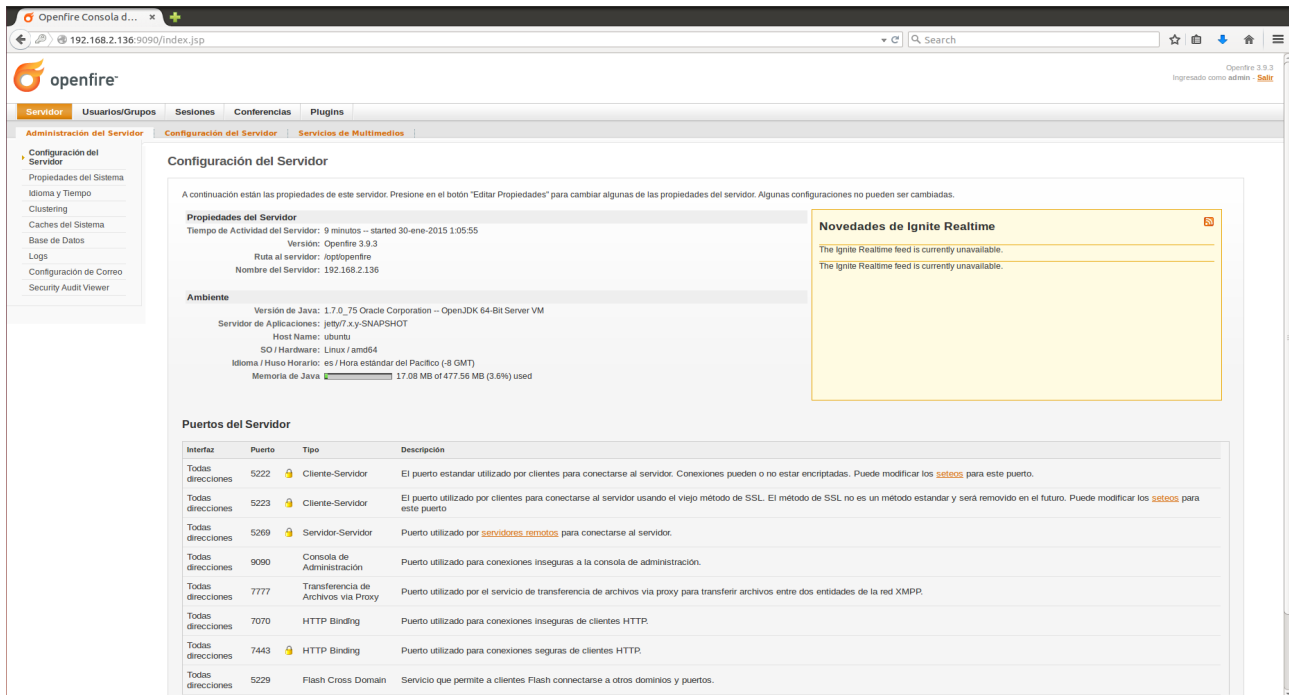 Openfire Consola d...
192.168.2.136:9090/index.jsp
Search
openfire™
Openfire 3.9.3
Ingresado como admin - Salir
Servidor Usuarios/Grupos Sesiones Conferencias Plugins
Administración del Servidor Configuración del Servidor Servicios de Multimedios
Configuración del
Servidor
Propiedades del Sistema
Idioma y Tiempo
Clustering
Caches del Sistema
Base de Datos
Logs
Configuración de Correo
Security Audit Viewer
Configuración del Servidor
A continuación están las propiedades de este servidor. Presione en el botón "Editar Propiedades" para cambiar algunas de las propiedades del servidor. Algunas configuraciones no pueden ser cambiadas.
Propiedades del Servidor
Tiempo de Actividad del Servidor: 9 minutos -- started 30-ene-2015 1:05:55
Versión: Openfire 3.9.3
Ruta al servidor: /opt/openfire
Nombre del Servidor: 192.168.2.136
Ambiente
Versión de Java: 1.7.0_75 Oracle Corporation -- OpenJDK 64-Bit Server VM
Servidor de Aplicaciones: jetty/7.x.y-SNAPSHOT
Host Name: ubuntu
SO / Hardware: Linux / amd64
Idioma / Huso Horario: es / Hora estándar del Pacífico (-8 GMT)
Memoria de Java 17.08 MB of 477.56 MB (3.6%) used
Novedades de Ignite Realtime
The Ignite Realtime feed is currently unavailable.
The Ignite Realtime feed is currently unavailable.
Puertos del Servidor
Interfaz Puerto Tipo Descripción
Todas
direcciones 5222 Cliente-Servidor El puerto estandar utilizado por clientes para conectarse al servidor. Conexiones pueden o no estar encriptadas. Puede modificar los seteos para este puerto.
Todas
direcciones 5223 Cliente-Servidor El puerto utilizado por clientes para conectarse al servidor usando el viejo método de SSL. El método de SSL no es un método estandar y será removido en el futuro. Puede modificar los seteos para
este puerto
Todas
direcciones 5269 Servidor-Servidor Puerto utilizado por servidores remotos para conectarse al servidor.
Todas
direcciones 9090 Consola de
Administración Puerto utilizado para conexiones inseguras a la consola de administración.
Todas
direcciones 7777 Transferencia de
Archivos via Proxy Puerto utilizado por el servicio de transferencia de archivos via proxy para transferir archivos entre dos entidades de la red XMPP.
Todas
direcciones 7070 HTTP Binding Puerto utilizado para conexiones inseguras de clientes HTTP.
Todas
direcciones 7443 HTTP Binding Puerto utilizado para conexiones seguras de clientes HTTP.
Todas
direcciones 5229 Flash Cross Domain Servicio que permite a clientes Flash connectarse a otros dominios y puertos.